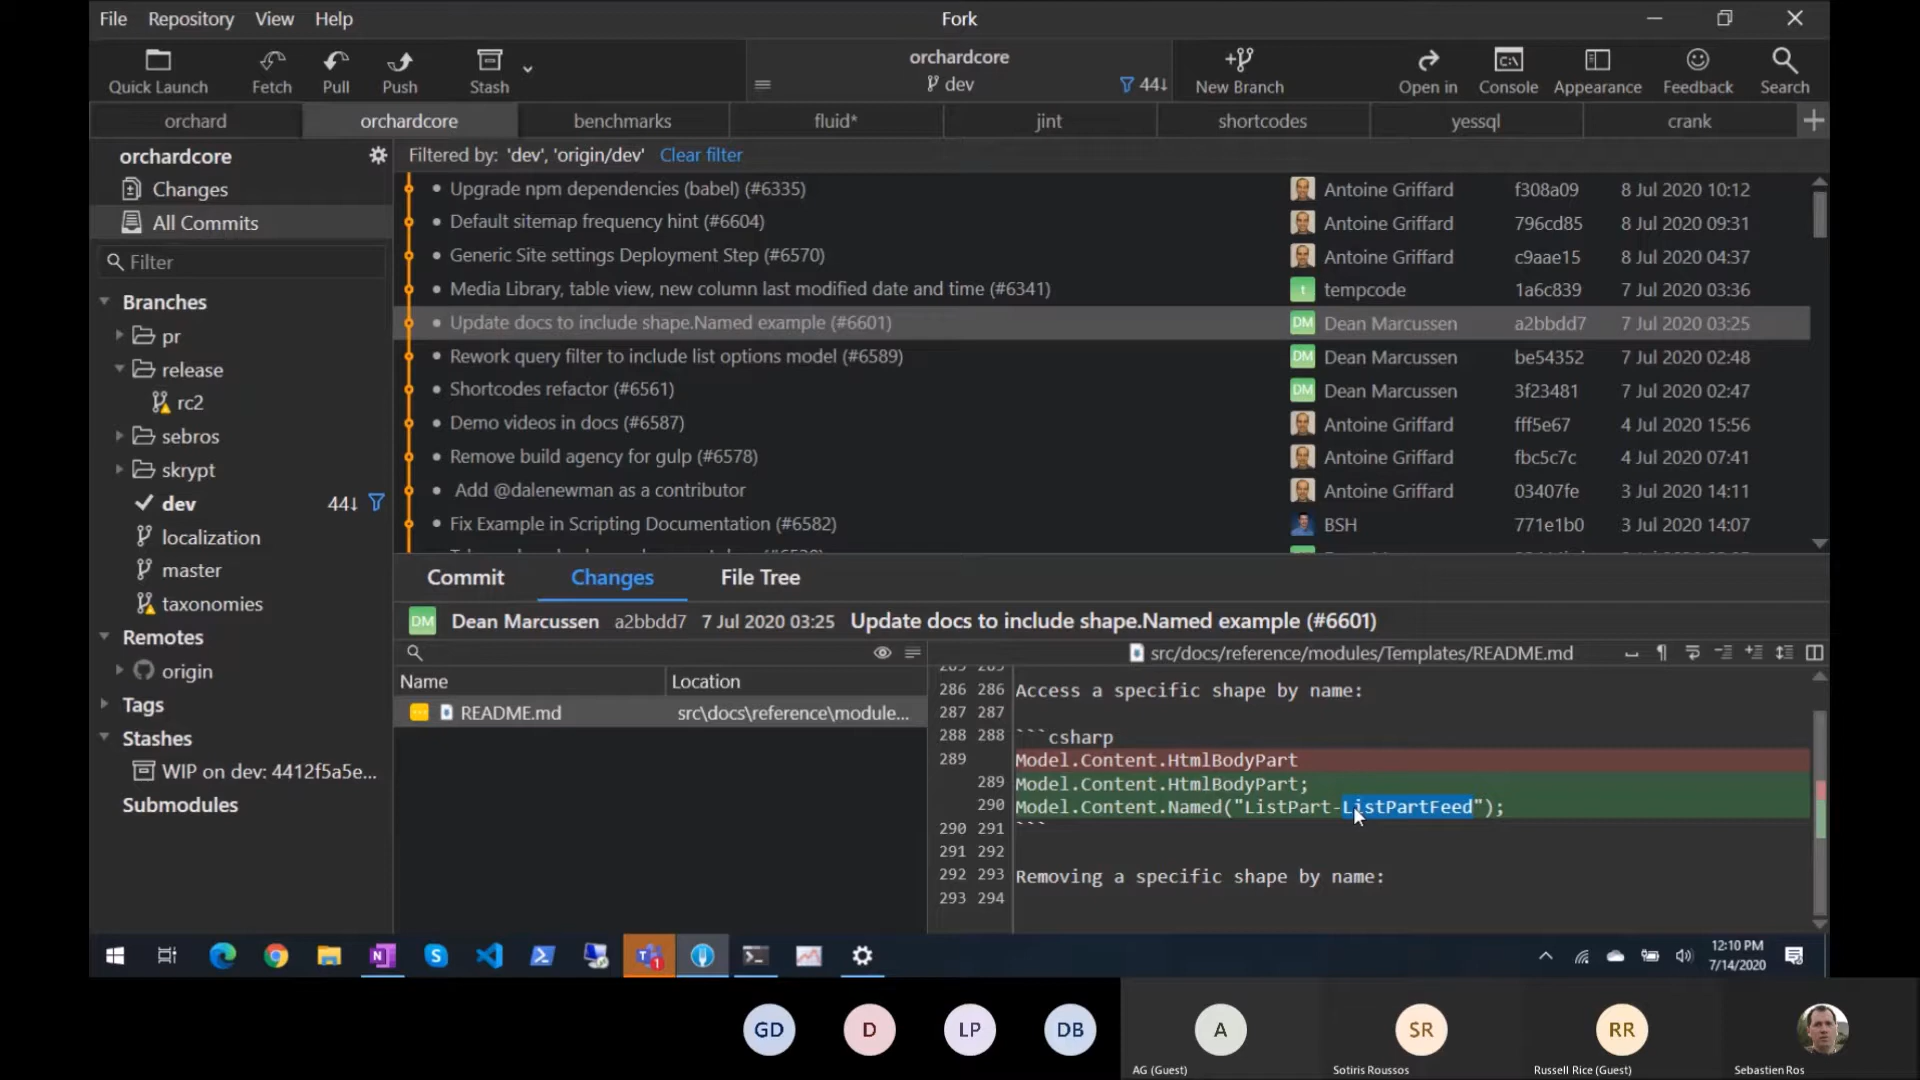 File Repository View Help
Fork
Quick Launch
Fetch
Pull
Push
Stash
orchardcore
dev
44↓
New Branch
Open in
Console
Appearance
Feedback
Search
orchard
orchardcore
benchmarks
fluid*
jint
shortcodes
yessql
crank
orchardcore
Changes
All Commits
Filter
Branches
pr
release
rc2
sebros
skrypt
dev 44↓
localization
master
taxonomies
Remotes
origin
Tags
Stashes
WIP on dev: 4412f5a5e...
Submodules
Filtered by: 'dev', 'origin/dev' Clear filter
Upgrade npm dependencies (babel) (#6335) Antoine Griffard f308a09 8 Jul 2020 10:12
Default sitemap frequency hint (#6604) Antoine Griffard 796cd85 8 Jul 2020 09:31
Generic Site settings Deployment Step (#6570) Antoine Griffard c9aae15 8 Jul 2020 04:37
Media Library, table view, new column last modified date and time (#6341) t tempcode 1a6c839 7 Jul 2020 03:36
Update docs to include shape.Named example (#6601) DM Dean Marcussen a2bbdd7 7 Jul 2020 03:25
Rework query filter to include list options model (#6589) DM Dean Marcussen be54352 7 Jul 2020 02:48
Shortcodes refactor (#6561) DM Dean Marcussen 3f23481 7 Jul 2020 02:47
Demo videos in docs (#6587) Antoine Griffard fff5e67 4 Jul 2020 15:56
Remove build agency for gulp (#6578) Antoine Griffard fbc5c7c 4 Jul 2020 07:41
Add @dalenewman as a contributor Antoine Griffard 03407fe 3 Jul 2020 14:11
Fix Example in Scripting Documentation (#6582) BSH 771e1b0 3 Jul 2020 14:07
Commit Changes File Tree
DM Dean Marcussen a2bbdd7 7 Jul 2020 03:25 Update docs to include shape.Named example (#6601)
Name Location
README.md src\docs\reference\module...
src/docs/reference/modules/Templates/README.md
285 285
286 286 Access a specific shape by name:
287 287
288 288 ```csharp
289 Model.Content.HtmlBodyPart
289 Model.Content.HtmlBodyPart;
290 Model.Content.Named("ListPart-ListPartFeed");
290 291 ```
291 292
292 293 Removing a specific shape by name:
293 294
12:10 PM
7/14/2020
GD
D
LP
DB
A
SR
RR
AG (Guest)
Sotiris Roussos
Russell Rice (Guest)
Sebastien Ros